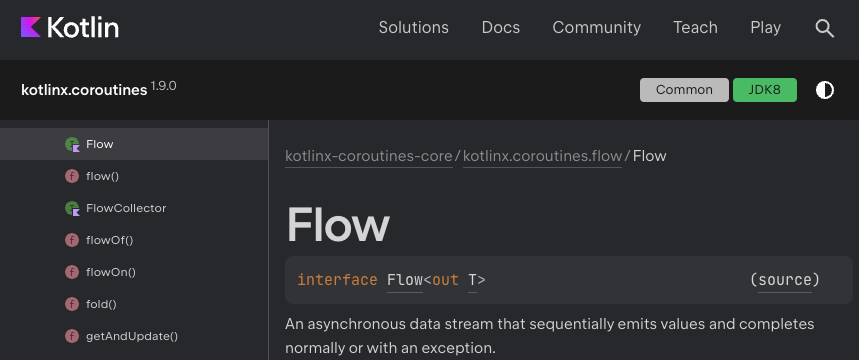 Kotlin
Solutions Docs Community Teach Play
kotlinx.coroutines 1.9.0
Common JDK8
Flow
flow()
FlowCollector
flowOf()
flowOn()
fold()
getAndUpdate()
kotlinx-coroutines-core/kotlinx.coroutines.flow/Flow
Flow
interface Flow<out T> (source)
An asynchronous data stream that sequentially emits values and completes
normally or with an exception.